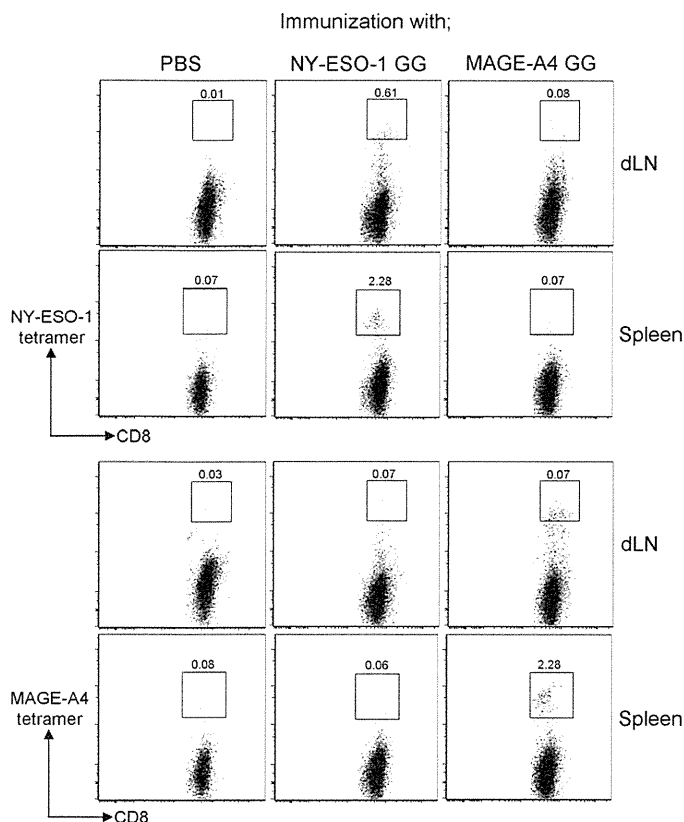 Immunization with;
PBS NY-ESO-1 GG MAGE-A4 GG
0.01 0.61 0.08
dLN
0.07 2.28 0.07
NY-ESO-1
tetramer
Spleen
CD8
0.03 0.07 0.07
dLN
0.08 0.06 2.28
MAGE-A4
tetramer
Spleen
CD8